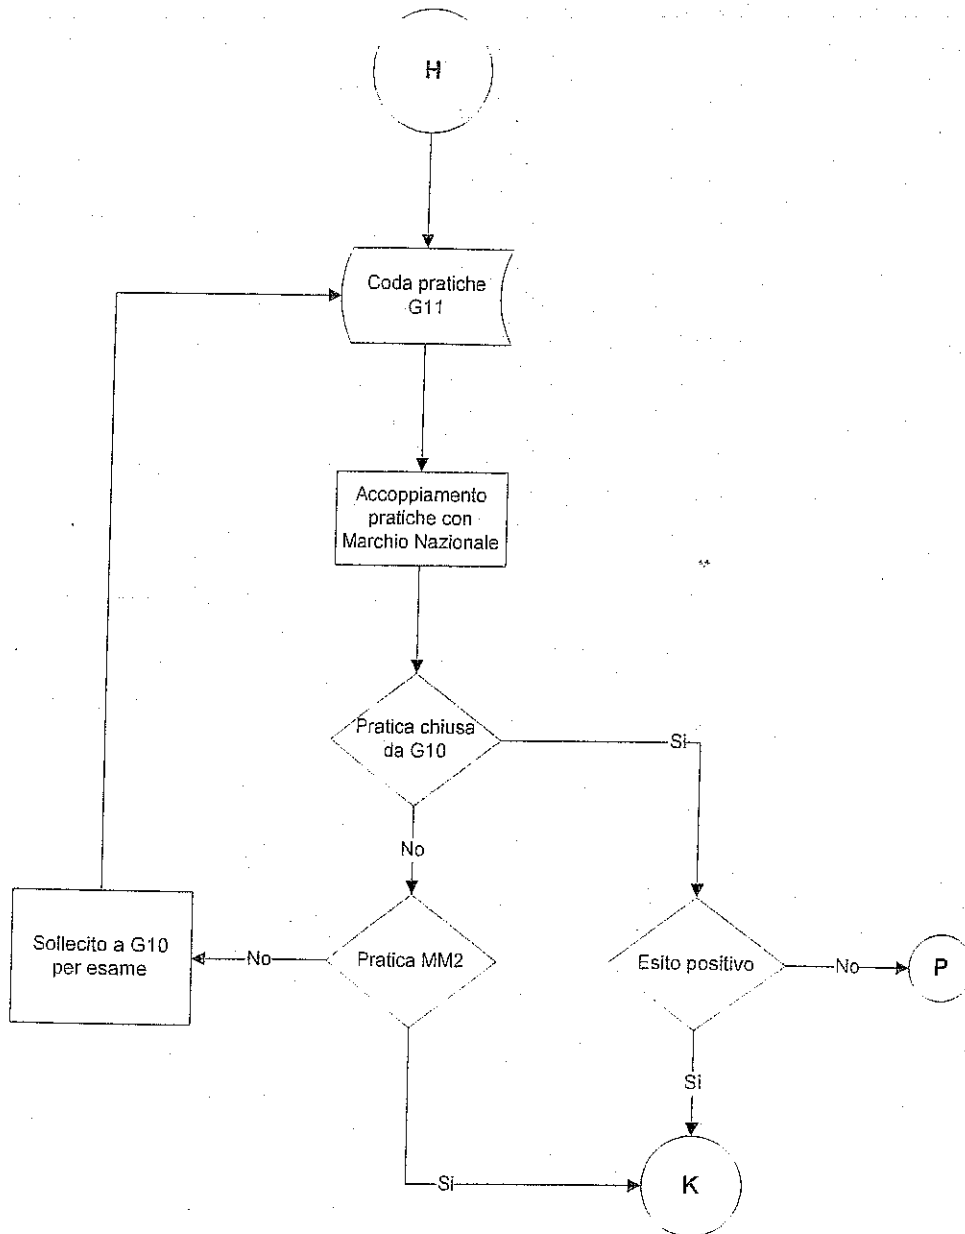 H
Coda pratiche
G11
Accoppiamento
pratiche con
Marchio Nazionale
Pratica chiusa
da G10
Si
No
Sollecito a G10
per esame
No
Pratica MM2
Esito positivo
No
P
Si
Si
K